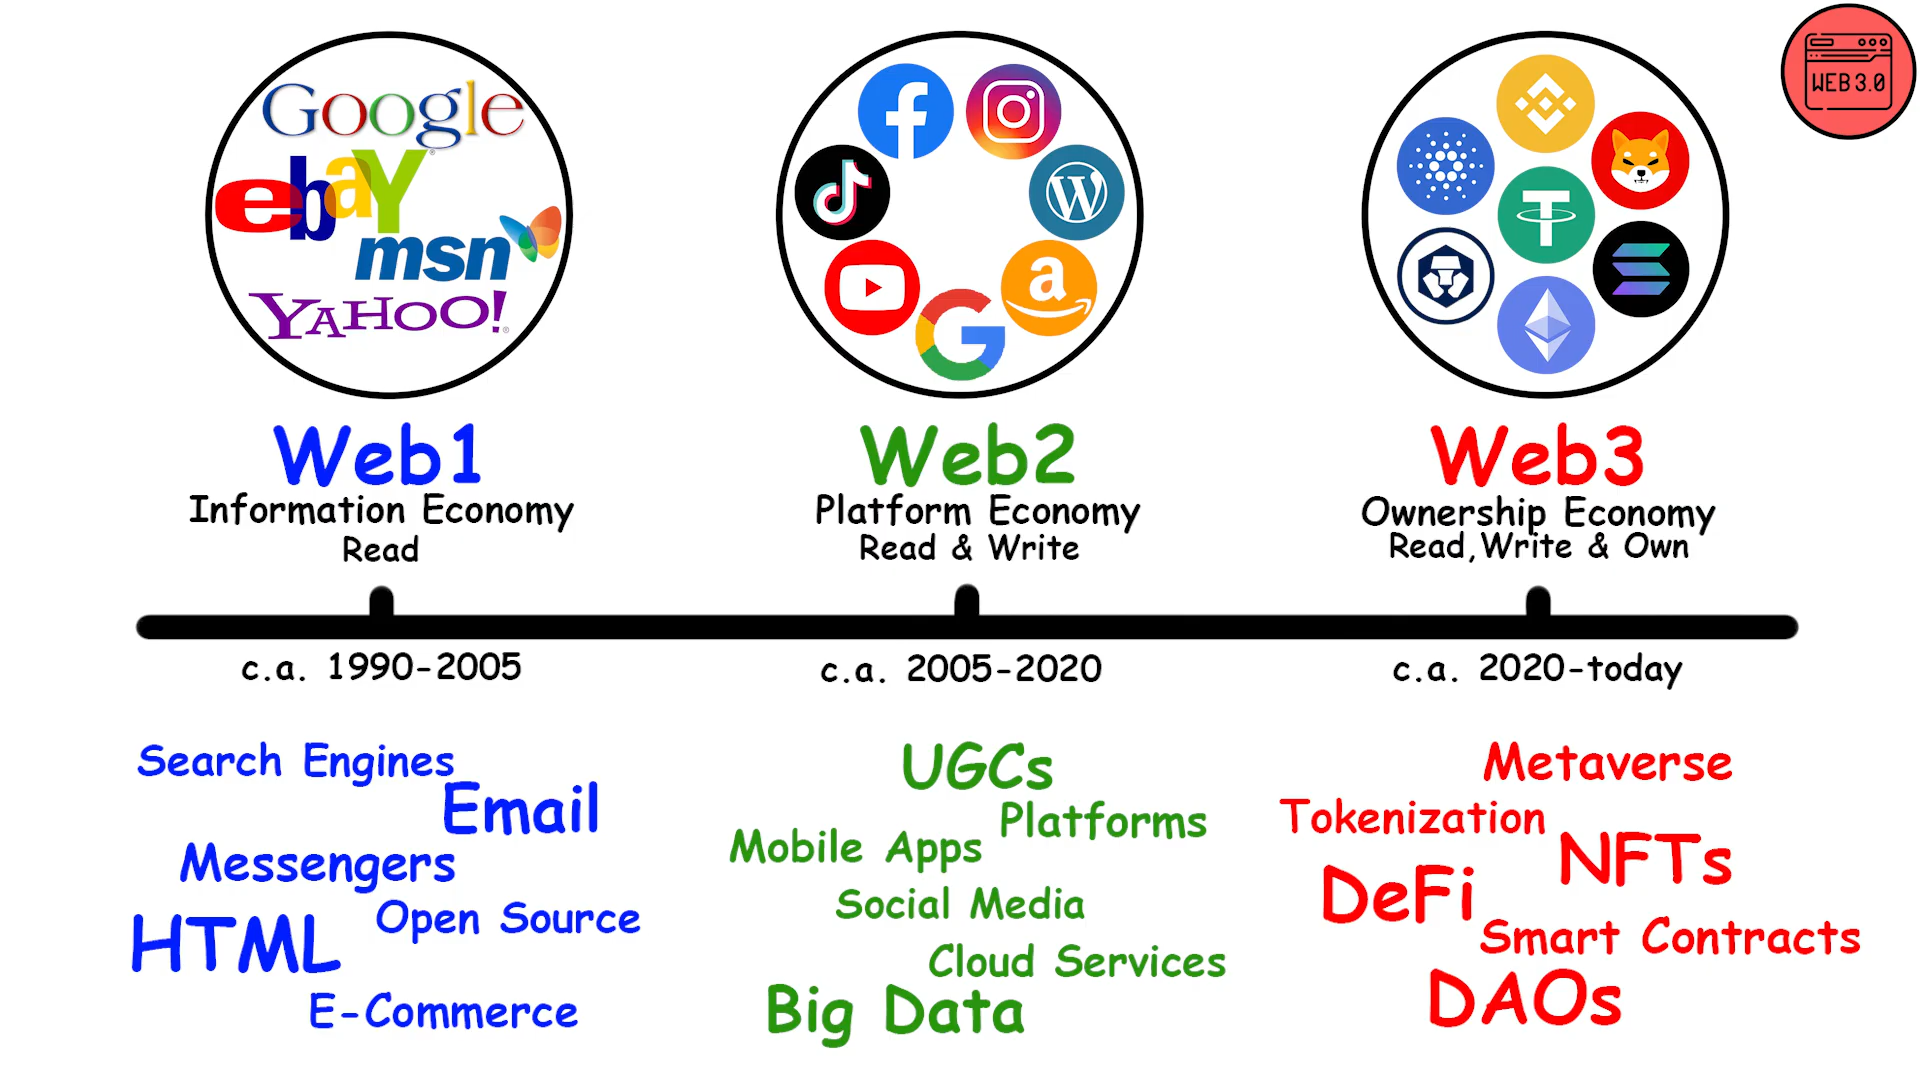 WEB 3.0
Google
ebaY
msn
YAHOO!
Web1
Information Economy
Read
Web2
Platform Economy
Read & Write
Web3
Ownership Economy
Read,Write & Own
c.a. 1990-2005
c.a. 2005-2020
c.a. 2020-today
Search Engines
Email
Messengers
Open Source
HTML
E-Commerce
UGCs
Platforms
Mobile Apps
Social Media
Cloud Services
Big Data
Metaverse
Tokenization
NFTs
DeFi
Smart Contracts
DAOs